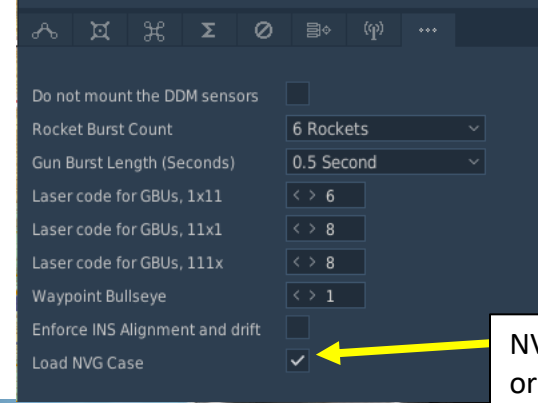 Σ
Do not mount the DDM sensors
Rocket Burst Count 6 Rockets
Gun Burst Length (Seconds) 0.5 Second
Laser code for GBUs, 1x11 < > 6
Laser code for GBUs, 11x1 < > 8
Laser code for GBUs, 111x < > 8
Waypoint Bullseye < > 1
Enforce INS Alignment and drift
Load NVG Case
or